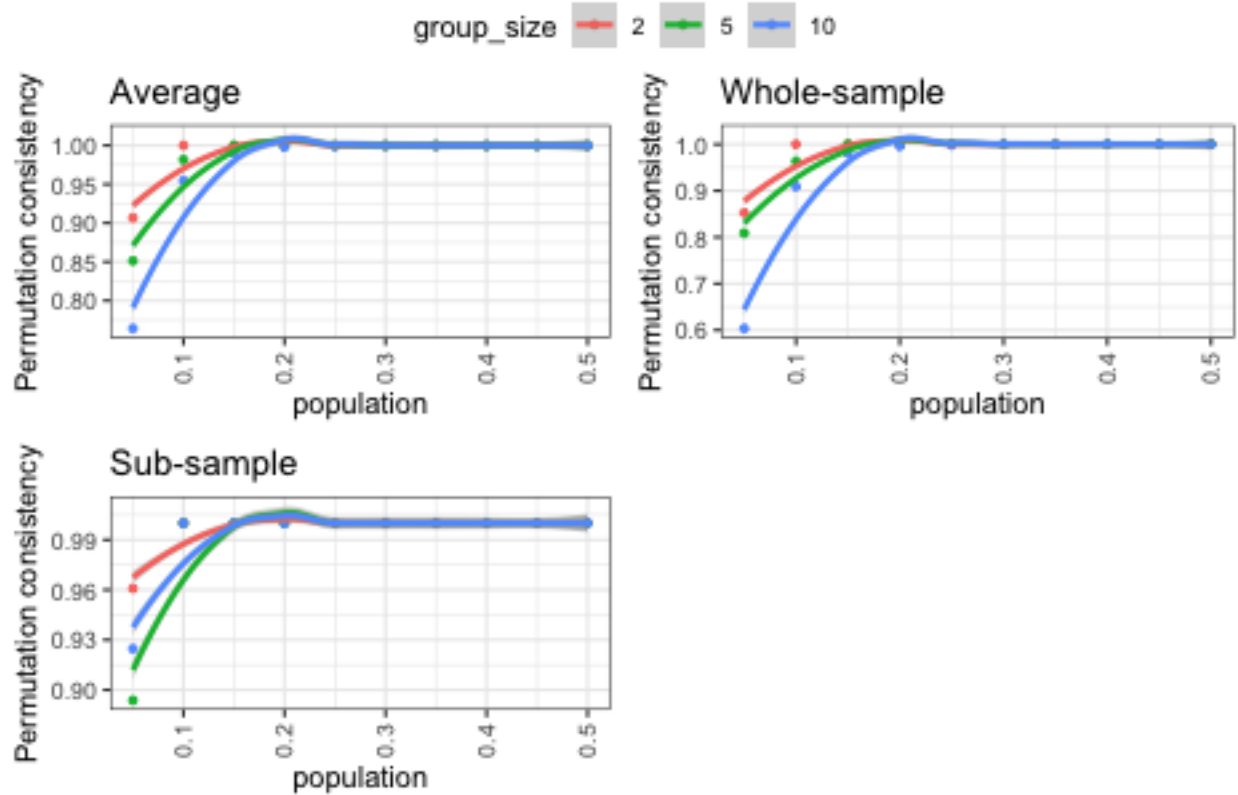 group_size 2 5 10
Average
Permutation consistency
1.00
0.95
0.90
0.85
0.80
0.1 0.2 0.3 0.4 0.5
population
Whole-sample
Permutation consistency
1.0
0.9
0.8
0.7
0.6
0.1 0.2 0.3 0.4 0.5
population
Sub-sample
Permutation consistency
0.99
0.96
0.93
0.90
0.1 0.2 0.3 0.4 0.5
population